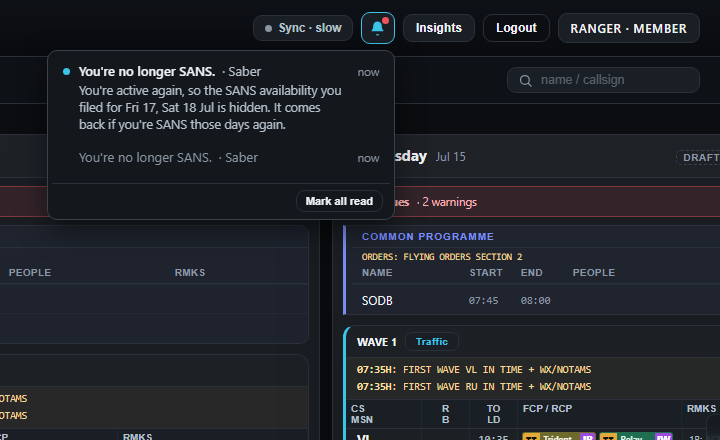 Sync · slow
Insights
Logout
RANGER · MEMBER
You're no longer SANS. · Saber now
You're active again, so the SANS availability you
filed for Fri 17, Sat 18 Jul is hidden. It comes
back if you're SANS those days again.
You're no longer SANS. · Saber now
Mark all read
name / callsign
sday Jul 15
DRAFT
ues · 2 warnings
PEOPLE RMKS
OTAMS
OTAMS
CP RMKS
COMMON PROGRAMME
ORDERS: FLYING ORDERS SECTION 2
NAME START END PEOPLE
SODB 07:45 08:00
WAVE 1 Traffic
07:35H: FIRST WAVE VL IN TIME + WX/NOTAMS
07:35H: FIRST WAVE RU IN TIME + WX/NOTAMS
CS R TO FCP / RCP RMKS
MSN B LD
VL 10:35 Trident Relay